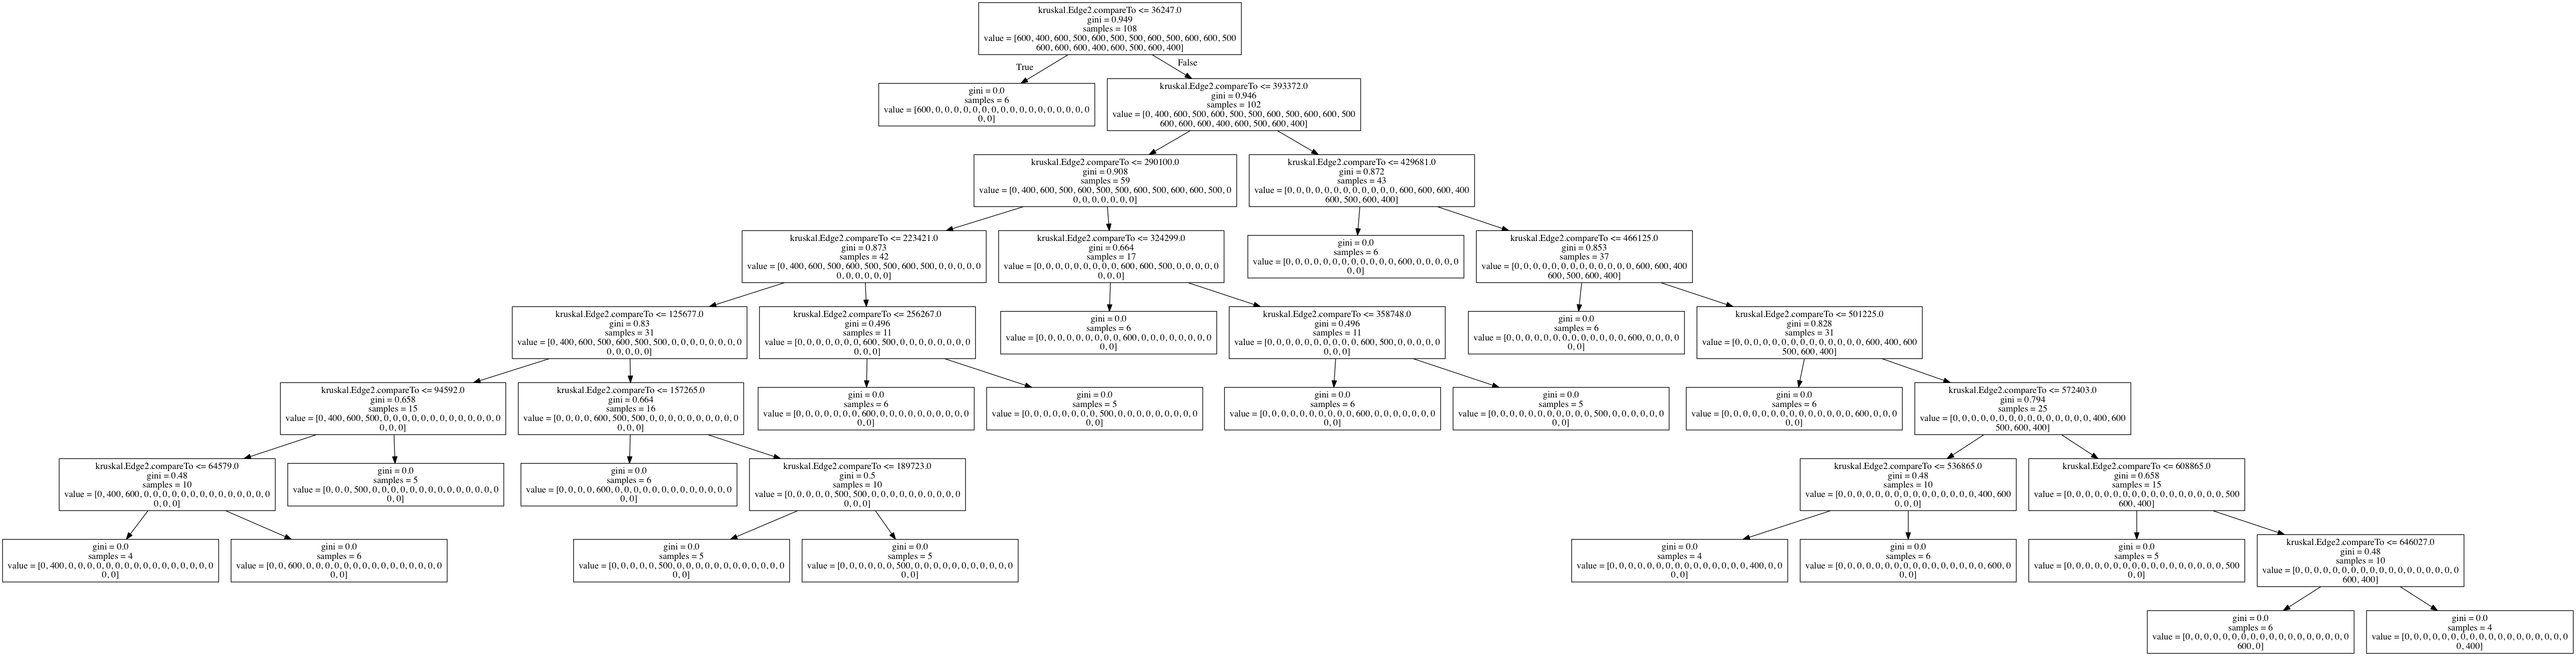 kruskal.Edge2.compareTo <= 36247.0
gini = 0.949
samples = 108
value = [600, 400, 600, 500, 600, 500, 500, 600, 500, 600, 600, 500
600, 600, 600, 400, 600, 500, 600, 400]
True
False
gini = 0.0
samples = 6
value = [600, 0, 0, 0, 0, 0, 0, 0, 0, 0, 0, 0, 0, 0, 0, 0, 0, 0
0, 0]
kruskal.Edge2.compareTo <= 393372.0
gini = 0.946
samples = 102
value = [0, 400, 600, 500, 600, 500, 500, 600, 500, 600, 600, 500
600, 600, 600, 400, 600, 500, 600, 400]
kruskal.Edge2.compareTo <= 290100.0
gini = 0.908
samples = 59
value = [0, 400, 600, 500, 600, 500, 500, 600, 500, 600, 600, 500, 0
0, 0, 0, 0, 0, 0, 0]
kruskal.Edge2.compareTo <= 429681.0
gini = 0.872
samples = 43
value = [0, 0, 0, 0, 0, 0, 0, 0, 0, 0, 0, 0, 600, 600, 600, 400
600, 500, 600, 400]
kruskal.Edge2.compareTo <= 223421.0
gini = 0.873
samples = 42
value = [0, 400, 600, 500, 600, 500, 500, 600, 500, 0, 0, 0, 0, 0
0, 0, 0, 0, 0, 0]
kruskal.Edge2.compareTo <= 324299.0
gini = 0.664
samples = 17
value = [0, 0, 0, 0, 0, 0, 0, 0, 0, 600, 600, 500, 0, 0, 0, 0, 0
0, 0, 0]
gini = 0.0
samples = 6
value = [0, 0, 0, 0, 0, 0, 0, 0, 0, 0, 0, 0, 600, 0, 0, 0, 0, 0
0, 0]
kruskal.Edge2.compareTo <= 466125.0
gini = 0.853
samples = 37
value = [0, 0, 0, 0, 0, 0, 0, 0, 0, 0, 0, 0, 0, 600, 600, 400
600, 500, 600, 400]
kruskal.Edge2.compareTo <= 125677.0
gini = 0.83
samples = 31
value = [0, 400, 600, 500, 600, 500, 500, 0, 0, 0, 0, 0, 0, 0, 0
0, 0, 0, 0, 0]
kruskal.Edge2.compareTo <= 256267.0
gini = 0.496
samples = 11
value = [0, 0, 0, 0, 0, 0, 0, 600, 500, 0, 0, 0, 0, 0, 0, 0, 0
0, 0, 0]
gini = 0.0
samples = 6
value = [0, 0, 0, 0, 0, 0, 0, 0, 0, 600, 0, 0, 0, 0, 0, 0, 0, 0
0, 0]
kruskal.Edge2.compareTo <= 358748.0
gini = 0.496
samples = 11
value = [0, 0, 0, 0, 0, 0, 0, 0, 0, 0, 600, 500, 0, 0, 0, 0, 0
0, 0, 0]
gini = 0.0
samples = 6
value = [0, 0, 0, 0, 0, 0, 0, 0, 0, 0, 0, 0, 0, 600, 0, 0, 0, 0
0, 0]
kruskal.Edge2.compareTo <= 501225.0
gini = 0.828
samples = 31
value = [0, 0, 0, 0, 0, 0, 0, 0, 0, 0, 0, 0, 0, 0, 600, 400, 600
500, 600, 400]
kruskal.Edge2.compareTo <= 94592.0
gini = 0.658
samples = 15
value = [0, 400, 600, 500, 0, 0, 0, 0, 0, 0, 0, 0, 0, 0, 0, 0, 0
0, 0, 0]
kruskal.Edge2.compareTo <= 157265.0
gini = 0.664
samples = 16
value = [0, 0, 0, 0, 600, 500, 500, 0, 0, 0, 0, 0, 0, 0, 0, 0, 0
0, 0, 0]
gini = 0.0
samples = 6
value = [0, 0, 0, 0, 0, 0, 0, 600, 0, 0, 0, 0, 0, 0, 0, 0, 0, 0
0, 0]
gini = 0.0
samples = 5
value = [0, 0, 0, 0, 0, 0, 0, 0, 500, 0, 0, 0, 0, 0, 0, 0, 0, 0
0, 0]
gini = 0.0
samples = 6
value = [0, 0, 0, 0, 0, 0, 0, 0, 0, 0, 600, 0, 0, 0, 0, 0, 0, 0
0, 0]
gini = 0.0
samples = 5
value = [0, 0, 0, 0, 0, 0, 0, 0, 0, 0, 0, 500, 0, 0, 0, 0, 0, 0
0, 0]
gini = 0.0
samples = 6
value = [0, 0, 0, 0, 0, 0, 0, 0, 0, 0, 0, 0, 0, 0, 600, 0, 0, 0
0, 0]
kruskal.Edge2.compareTo <= 572403.0
gini = 0.794
samples = 25
value = [0, 0, 0, 0, 0, 0, 0, 0, 0, 0, 0, 0, 0, 0, 0, 400, 600
500, 600, 400]
kruskal.Edge2.compareTo <= 64579.0
gini = 0.48
samples = 10
value = [0, 400, 600, 0, 0, 0, 0, 0, 0, 0, 0, 0, 0, 0, 0, 0, 0
0, 0, 0]
gini = 0.0
samples = 5
value = [0, 0, 0, 500, 0, 0, 0, 0, 0, 0, 0, 0, 0, 0, 0, 0, 0, 0
0, 0]
gini = 0.0
samples = 6
value = [0, 0, 0, 0, 600, 0, 0, 0, 0, 0, 0, 0, 0, 0, 0, 0, 0, 0
0, 0]
kruskal.Edge2.compareTo <= 189723.0
gini = 0.5
samples = 10
value = [0, 0, 0, 0, 0, 500, 500, 0, 0, 0, 0, 0, 0, 0, 0, 0, 0
0, 0, 0]
kruskal.Edge2.compareTo <= 536865.0
gini = 0.48
samples = 10
value = [0, 0, 0, 0, 0, 0, 0, 0, 0, 0, 0, 0, 0, 0, 0, 400, 600
0, 0, 0]
kruskal.Edge2.compareTo <= 608865.0
gini = 0.658
samples = 15
value = [0, 0, 0, 0, 0, 0, 0, 0, 0, 0, 0, 0, 0, 0, 0, 0, 0, 500
600, 400]
gini = 0.0
samples = 4
value = [0, 400, 0, 0, 0, 0, 0, 0, 0, 0, 0, 0, 0, 0, 0, 0, 0, 0
0, 0]
gini = 0.0
samples = 6
value = [0, 0, 600, 0, 0, 0, 0, 0, 0, 0, 0, 0, 0, 0, 0, 0, 0, 0
0, 0]
gini = 0.0
samples = 5
value = [0, 0, 0, 0, 0, 500, 0, 0, 0, 0, 0, 0, 0, 0, 0, 0, 0, 0
0, 0]
gini = 0.0
samples = 5
value = [0, 0, 0, 0, 0, 0, 500, 0, 0, 0, 0, 0, 0, 0, 0, 0, 0, 0
0, 0]
gini = 0.0
samples = 4
value = [0, 0, 0, 0, 0, 0, 0, 0, 0, 0, 0, 0, 0, 0, 0, 400, 0, 0
0, 0]
gini = 0.0
samples = 6
value = [0, 0, 0, 0, 0, 0, 0, 0, 0, 0, 0, 0, 0, 0, 0, 0, 600, 0
0, 0]
gini = 0.0
samples = 5
value = [0, 0, 0, 0, 0, 0, 0, 0, 0, 0, 0, 0, 0, 0, 0, 0, 0, 500
0, 0]
kruskal.Edge2.compareTo <= 646027.0
gini = 0.48
samples = 10
value = [0, 0, 0, 0, 0, 0, 0, 0, 0, 0, 0, 0, 0, 0, 0, 0, 0, 0
600, 400]
gini = 0.0
samples = 6
value = [0, 0, 0, 0, 0, 0, 0, 0, 0, 0, 0, 0, 0, 0, 0, 0, 0, 0
600, 0]
gini = 0.0
samples = 4
value = [0, 0, 0, 0, 0, 0, 0, 0, 0, 0, 0, 0, 0, 0, 0, 0, 0, 0
0, 400]